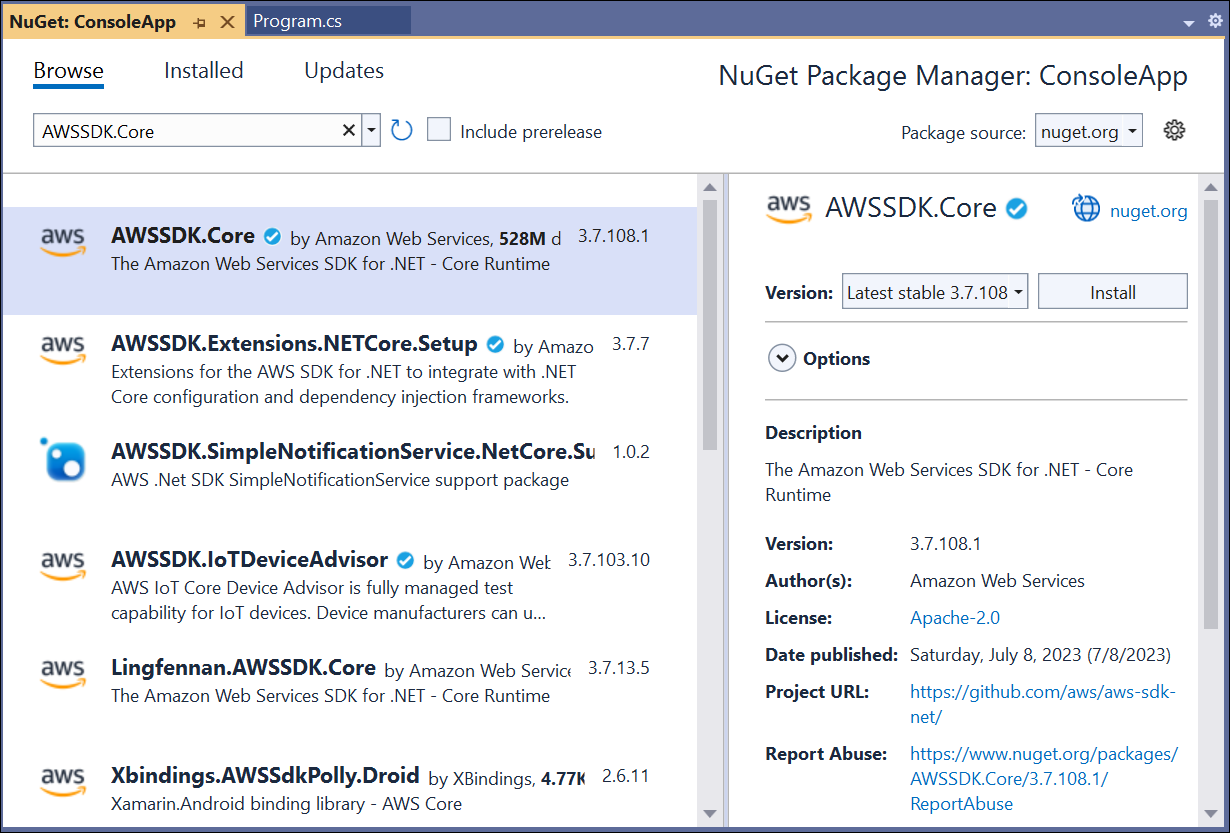 NuGet: ConsoleApp
Program.cs
Browse
Installed
Updates
NuGet Package Manager: ConsoleApp
AWSSDK.Core
Include prerelease
Package source: nuget.org
aws
AWSSDK.Core by Amazon Web Services, 528M d 3.7.108.1
The Amazon Web Services SDK for .NET - Core Runtime
aws
AWSSDK.Extensions.NETCore.Setup by Amazo 3.7.7
Extensions for the AWS SDK for .NET to integrate with .NET
Core configuration and dependency injection frameworks.
AWSSDK.SimpleNotificationService.NetCore.Su 1.0.2
AWS .Net SDK SimpleNotificationService support package
aws
AWSSDK.IoTDeviceAdvisor by Amazon Web 3.7.103.10
AWS IoT Core Device Advisor is fully managed test
capability for IoT devices. Device manufacturers can u...
aws
Lingfennan.AWSSDK.Core by Amazon Web Service 3.7.13.5
The Amazon Web Services SDK for .NET - Core Runtime
aws
Xbindings.AWSSdkPolly.Droid by XBindings, 4.77K 2.6.11
Xamarin.Android binding library - AWS Core
aws
AWSSDK.Core
nuget.org
Version: Latest stable 3.7.108
Install
Options
Description
The Amazon Web Services SDK for .NET - Core
Runtime
Version: 3.7.108.1
Author(s): Amazon Web Services
License: Apache-2.0
Date published: Saturday, July 8, 2023 (7/8/2023)
Project URL: https://github.com/aws/aws-sdk-
net/
Report Abuse: https://www.nuget.org/packages/
AWSSDK.Core/3.7.108.1/
ReportAbuse